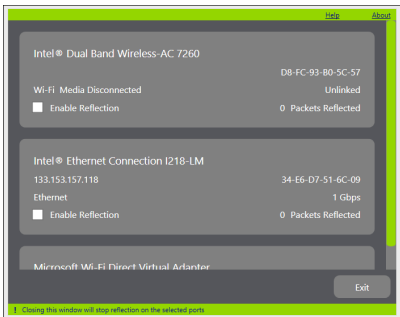 Help About
Intel® Dual Band Wireless-AC 7260
D8-FC-93-B0-5C-57
Wi-Fi Media Disconnected Unlinked
Enable Reflection 0 Packets Reflected
Intel® Ethernet Connection I218-LM
133.153.157.118 34-E6-D7-51-6C-09
Ethernet 1 Gbps
Enable Reflection 0 Packets Reflected
Microsoft Wi-Fi Direct Virtual Adapter
Exit
! Closing this window will stop reflection on the selected ports